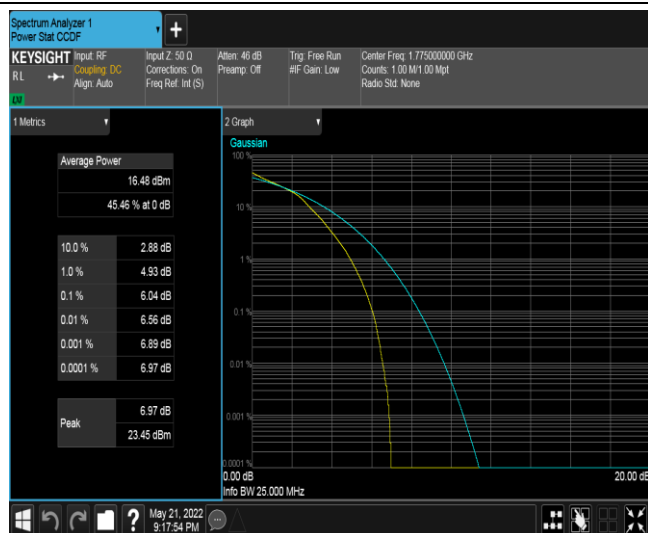 Spectrum Analyzer 1
Power Stat CCDF
+
KEYSIGHT Input: RF Input Z: 50 Ω Atten: 46 dB Trig: Free Run Center Freq: 1.775000000 GHz
RL Coupling: DC Corrections: On Preamp: Off #IF Gain: Low Counts: 1.00 M/1.00 Mpt
Align: Auto Freq Ref: Int (S) Radio Std: None
LXI
1 Metrics 2 Graph
Gaussian
Average Power
16.48 dBm
45.46 % at 0 dB
10.0 % 2.88 dB
1.0 % 4.93 dB
0.1 % 6.04 dB
0.01 % 6.56 dB
0.001 % 6.89 dB
0.0001 % 6.97 dB
Peak 6.97 dB
23.45 dBm
100 %
10 %
1 %
0.1 %
0.01 %
0.001 %
0.0001 %
0.00 dB 20.00 dB
Info BW 25.000 MHz
? May 21, 2022
9:17:54 PM